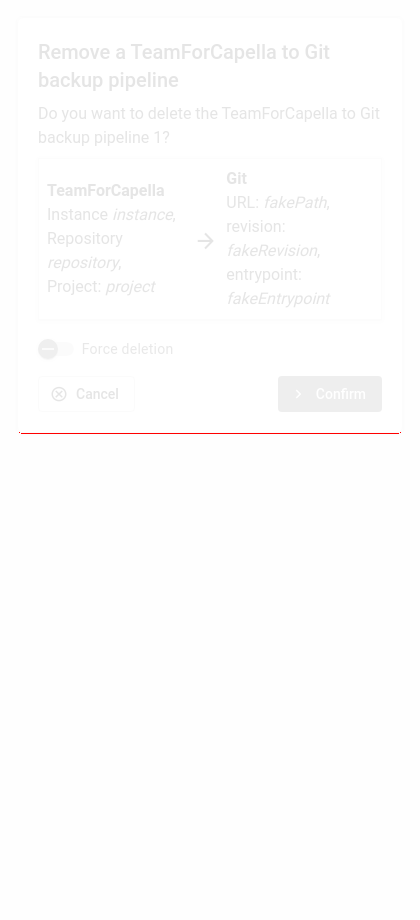 Remove a TeamForCapella to Git
backup pipeline
Do you want to delete the TeamForCapella to Git
backup pipeline 1?
TeamForCapella
Instance instance,
Repository
repository,
Project: project
Git
URL: fakePath,
revision:
fakeRevision,
entrypoint:
fakeEntrypoint
Force deletion
Cancel
Confirm